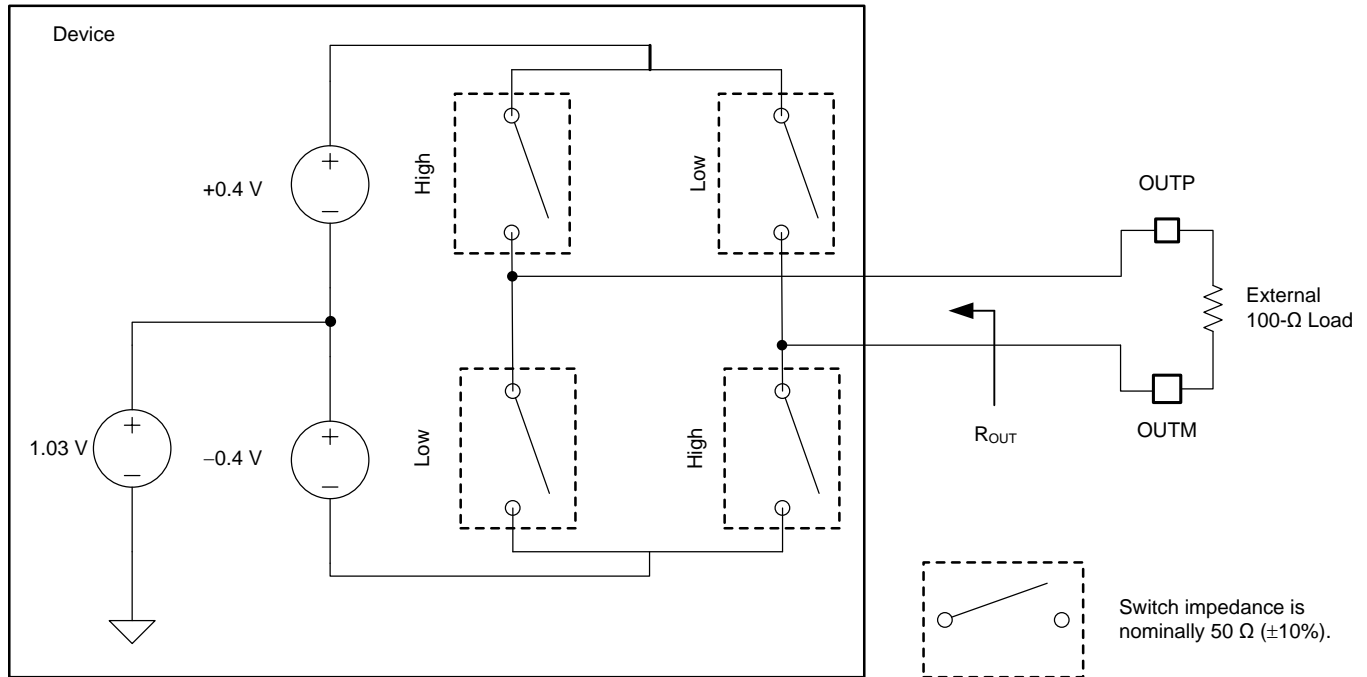 Device
+0.4 V
High
Low
OUTP
External
100-Ω Load
1.03 V
−0.4 V
Low
High
ROUT
OUTM
Switch impedance is
nominally 50 Ω (±10%).